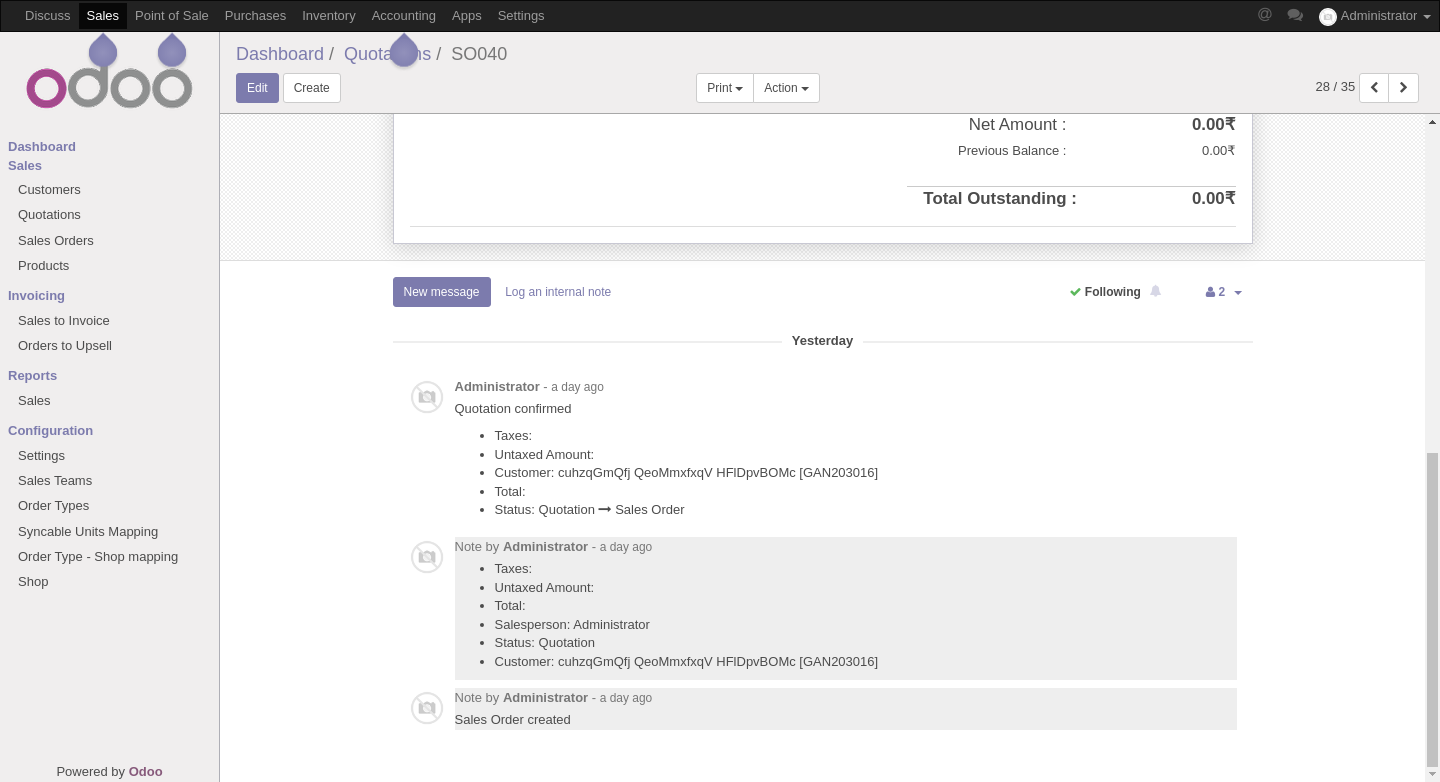 Discuss Sales Point of Sale Purchases Inventory Accounting Apps Settings @ Administrator
odoo
Dashboard / Quotations / SO040
Edit Create Print Action 28 / 35
Dashboard
Sales
Customers
Quotations
Sales Orders
Products
Invoicing
Sales to Invoice
Orders to Upsell
Reports
Sales
Configuration
Settings
Sales Teams
Order Types
Syncable Units Mapping
Order Type - Shop mapping
Shop
Powered by Odoo
Net Amount : 0.00₹
Previous Balance : 0.00₹
Total Outstanding : 0.00₹
New message Log an internal note Following 2
Yesterday
Administrator - a day ago
Quotation confirmed
• Taxes:
• Untaxed Amount:
• Customer: cuhzqGmQfj QeoMmxfxqV HFlDpvBOMc [GAN203016]
• Total:
• Status: Quotation → Sales Order
Note by Administrator - a day ago
• Taxes:
• Untaxed Amount:
• Total:
• Salesperson: Administrator
• Status: Quotation
• Customer: cuhzqGmQfj QeoMmxfxqV HFlDpvBOMc [GAN203016]
Note by Administrator - a day ago
Sales Order created